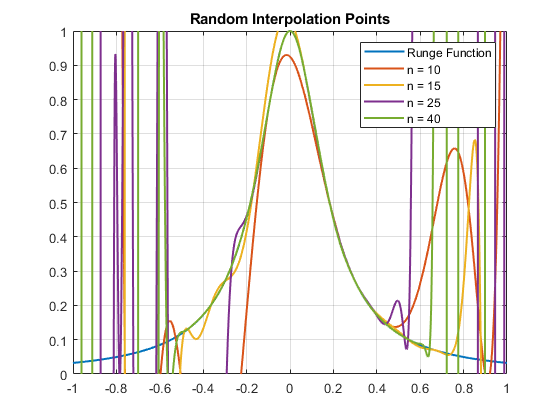 Random Interpolation Points
1
0.9
0.8
0.7
0.6
0.5
0.4
0.3
0.2
0.1
0
Runge Function
n = 10
n = 15
n = 25
n = 40
-1 -0.8 -0.6 -0.4 -0.2 0 0.2 0.4 0.6 0.8 1